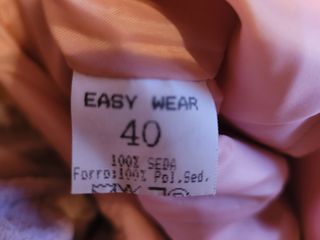 EASY WEAR
40
100% SEDA
Forro:100% Pol.Sed.